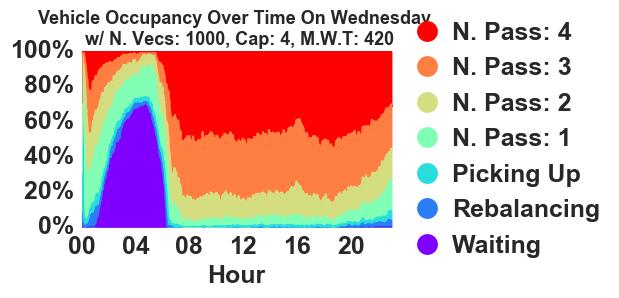 Vehicle Occupancy Over Time On Wednesday
w/ N. Vecs: 1000, Cap: 4, M.W.T: 420
100%
80%
60%
40%
20%
0%
00 04 08 12 16 20
Hour
N. Pass: 4
N. Pass: 3
N. Pass: 2
N. Pass: 1
Picking Up
Rebalancing
Waiting